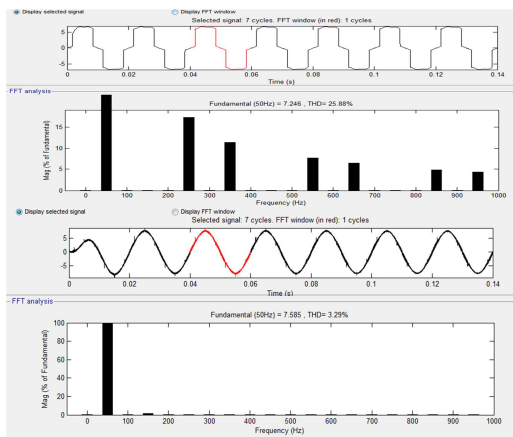 Display selected signal Display FFT window
Selected signal: 7 cycles. FFT window (in red): 1 cycles
5
0
-5
0 0.02 0.04 0.06 0.08 0.1 0.12 0.14
Time (s)
FFT analysis
Fundamental (50Hz) = 7.246 , THD= 25.88%
Mag (% of Fundamental)
15
10
5
0
0 100 200 300 400 500 600 700 800 900 1000
Frequency (Hz)
Display selected signal Display FFT window
Selected signal: 7 cycles. FFT window (in red): 1 cycles
5
0
-5
0 0.02 0.04 0.06 0.08 0.1 0.12 0.14
Time (s)
FFT analysis
Fundamental (50Hz) = 7.585 , THD= 3.29%
Mag (% of Fundamental)
100
80
60
40
20
0
0 100 200 300 400 500 600 700 800 900 1000
Frequency (Hz)